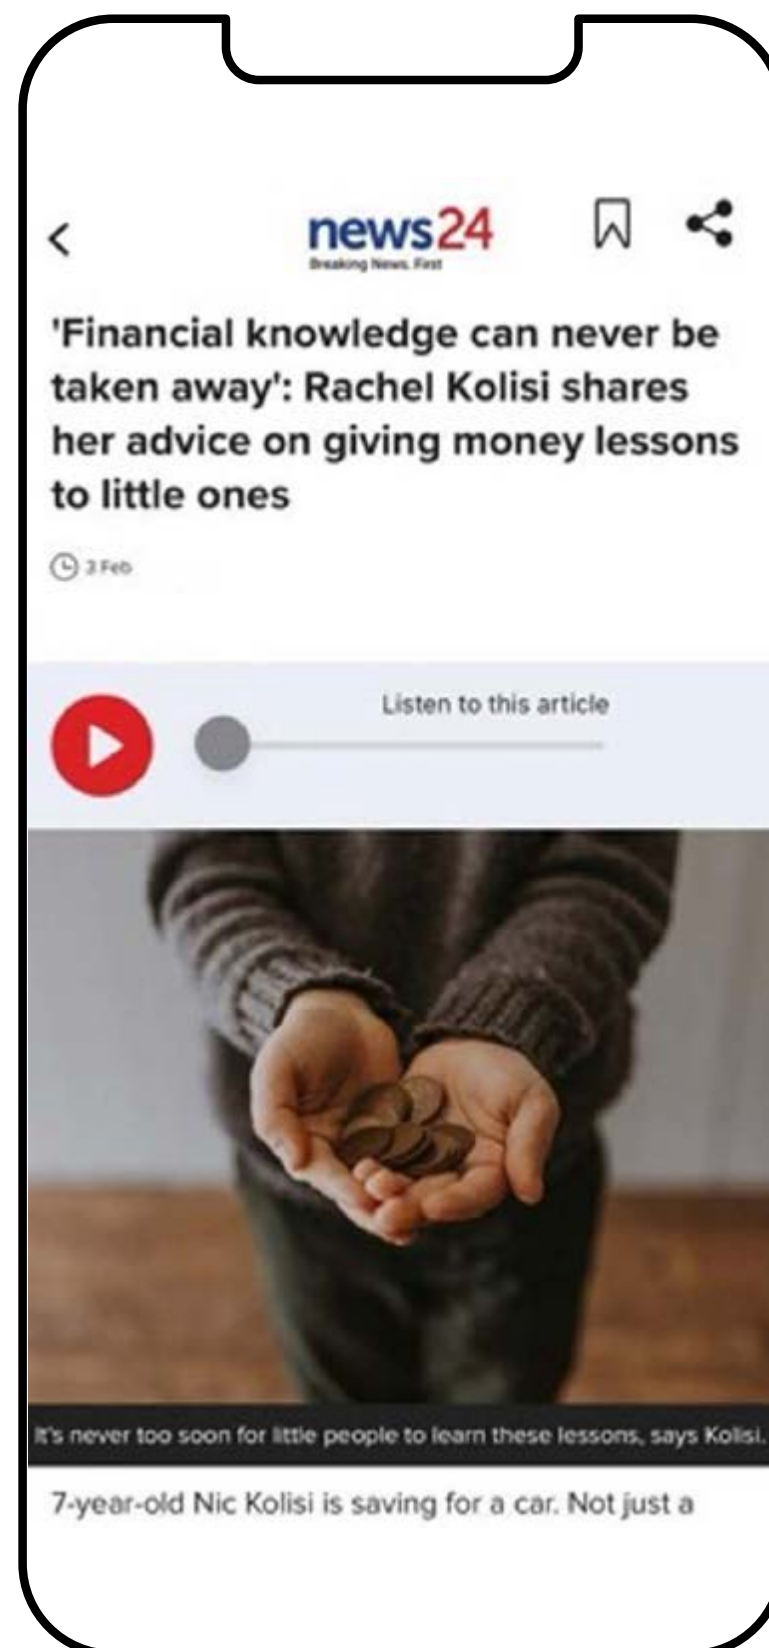 news24
Breaking News. First
'Financial knowledge can never be
taken away': Rachel Kolisi shares
her advice on giving money lessons
to little ones
3 Feb
Listen to this article
It's never too soon for little people to learn these lessons, says Kolisi.
7-year-old Nic Kolisi is saving for a car. Not just a